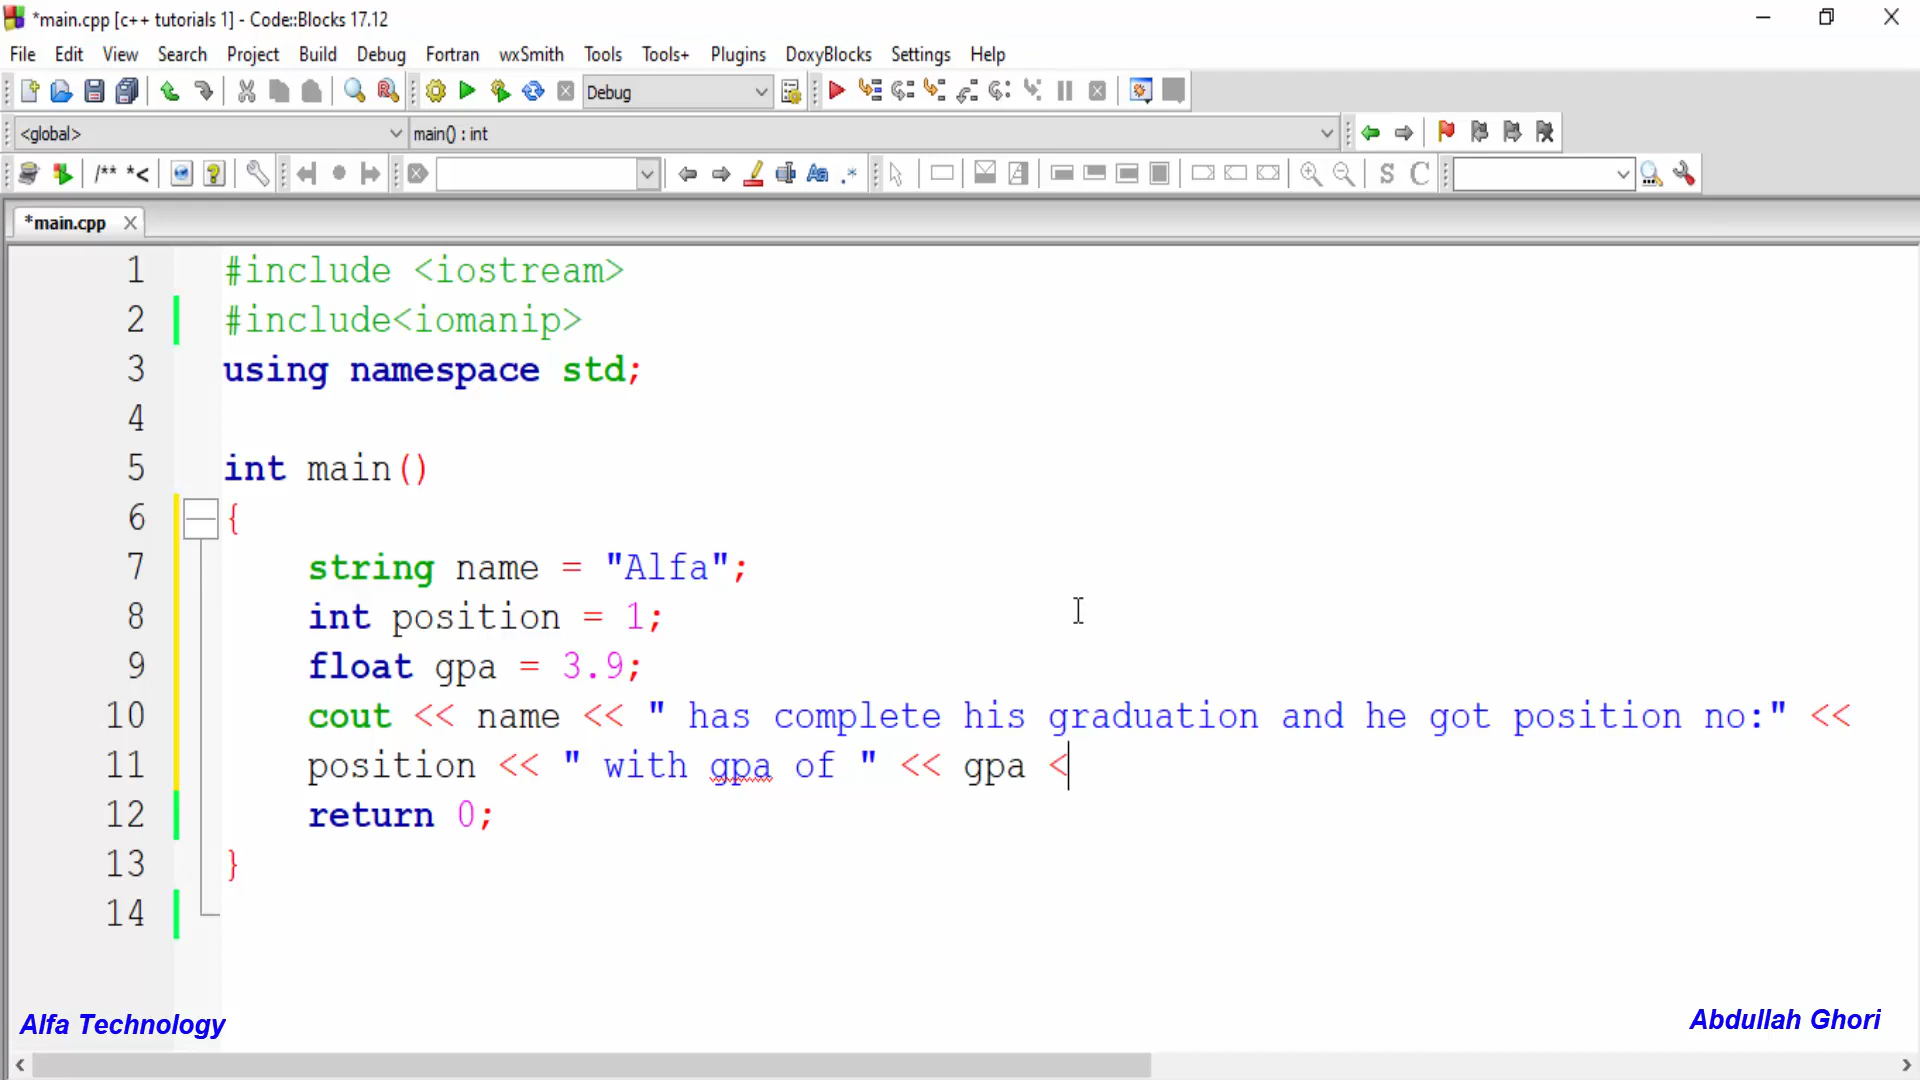 *main.cpp [c++ tutorials 1] - Code::Blocks 17.12
File Edit View Search Project Build Debug Fortran wxSmith Tools Tools+ Plugins DoxyBlocks Settings Help
Debug
<global> main() : int
/** *< S C
*main.cpp
1 #include <iostream>
2 #include<iomanip>
3 using namespace std;
4
5 int main()
6 {
7 string name = "Alfa";
8 int position = 1;
9 float gpa = 3.9;
10 cout << name << " has complete his graduation and he got position no:" <<
11 position << " with gpa of " << gpa <
12 return 0;
13 }
14
Alfa Technology
Abdullah Ghori